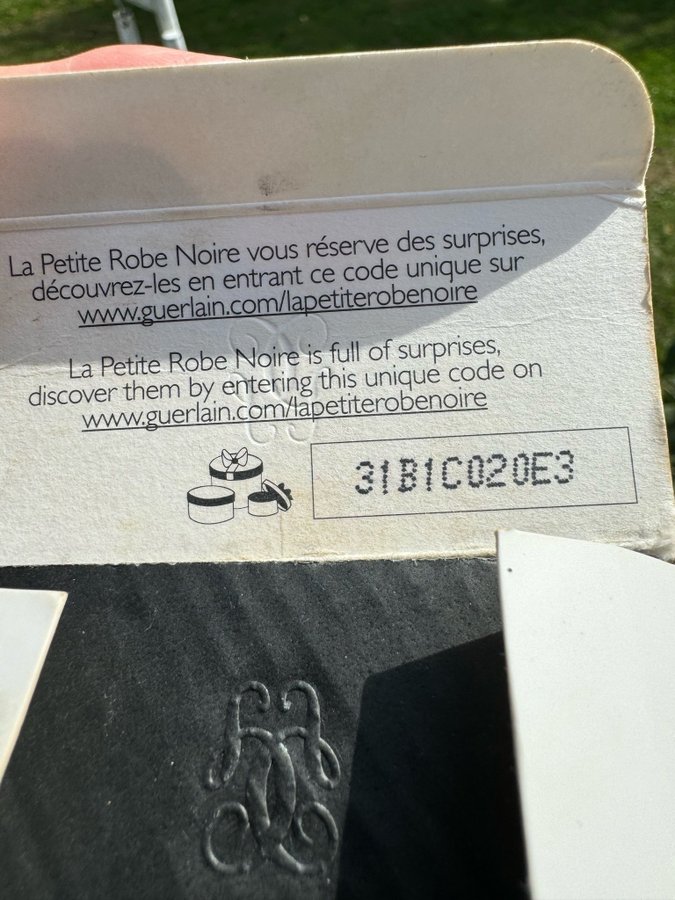 La Petite Robe Noire vous réserve des surprises,
découvrez-les en entrant ce code unique sur
www.guerlain.com/lapetiterobenoire
La Petite Robe Noire is full of surprises,
discover them by entering this unique code on
www.guerlain.com/lapetiterobenoire
31B1C020E3